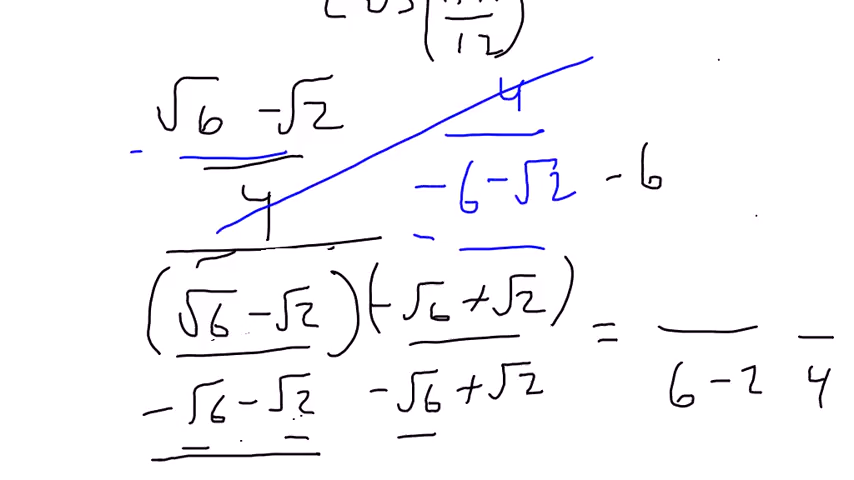 cos(
12
√6 - √2
4
4
-6-√2 - 6
(√6 - √2)(-√6 + √2) =
-√6 - √2 -√6 + √2
6 - 2 4